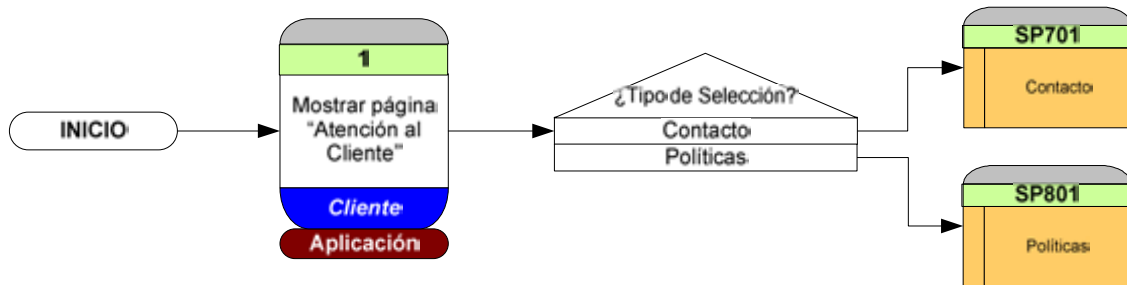 INICIO
1
Mostrar página
"Atención al
Cliente"
Cliente
Aplicación
¿Tipo de Selección?
Contacto
Políticas
SP701
Contacto
SP801
Políticas